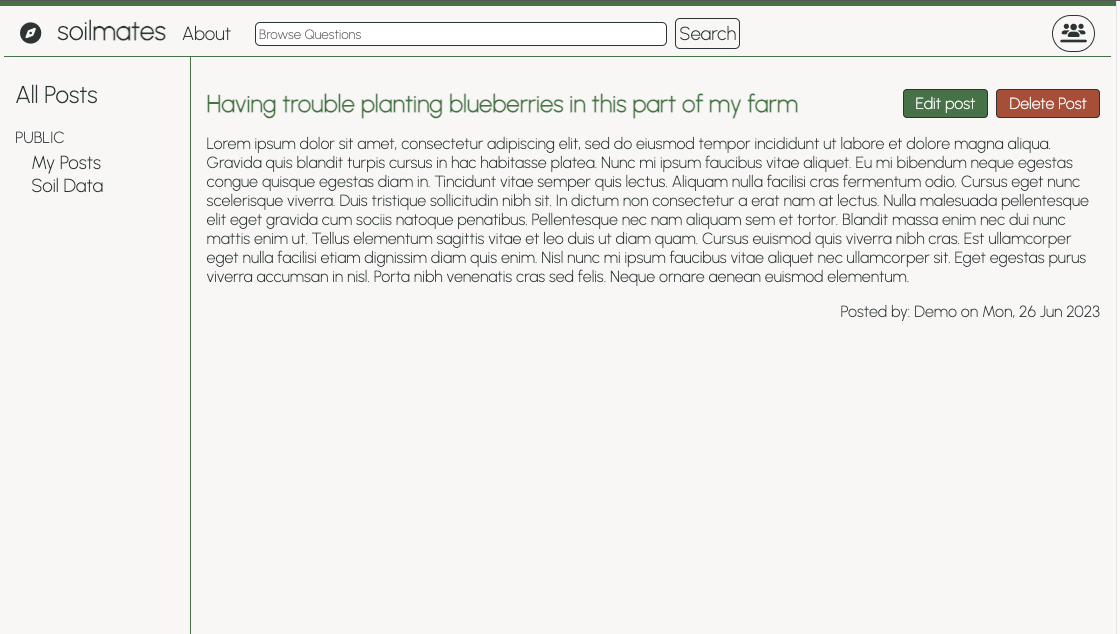 soilmates
About
Browse Questions
Search
All Posts
PUBLIC
My Posts
Soil Data
Having trouble planting blueberries in this part of my farm
Edit post
Delete Post
Lorem ipsum dolor sit amet, consectetur adipiscing elit, sed do eiusmod tempor incididunt ut labore et dolore magna aliqua.
Gravida quis blandit turpis cursus in hac habitasse platea. Nunc mi ipsum faucibus vitae aliquet. Eu mi bibendum neque egestas
congue quisque egestas diam in. Tincidunt vitae semper quis lectus. Aliquam nulla facilisi cras fermentum odio. Cursus eget nunc
scelerisque viverra. Duis tristique sollicitudin nibh sit. In dictum non consectetur a erat nam at lectus. Nulla malesuada pellentesque
elit eget gravida cum sociis natoque penatibus. Pellentesque nec nam aliquam sem et tortor. Blandit massa enim nec dui nunc
mattis enim ut. Tellus elementum sagittis vitae et leo duis ut diam quam. Cursus euismod quis viverra nibh cras. Est ullamcorper
eget nulla facilisi etiam dignissim diam quis enim. Nisl nunc mi ipsum faucibus vitae aliquet nec ullamcorper sit. Eget egestas purus
viverra accumsan in nisl. Porta nibh venenatis cras sed felis. Neque ornare aenean euismod elementum.
Posted by: Demo on Mon, 26 Jun 2023